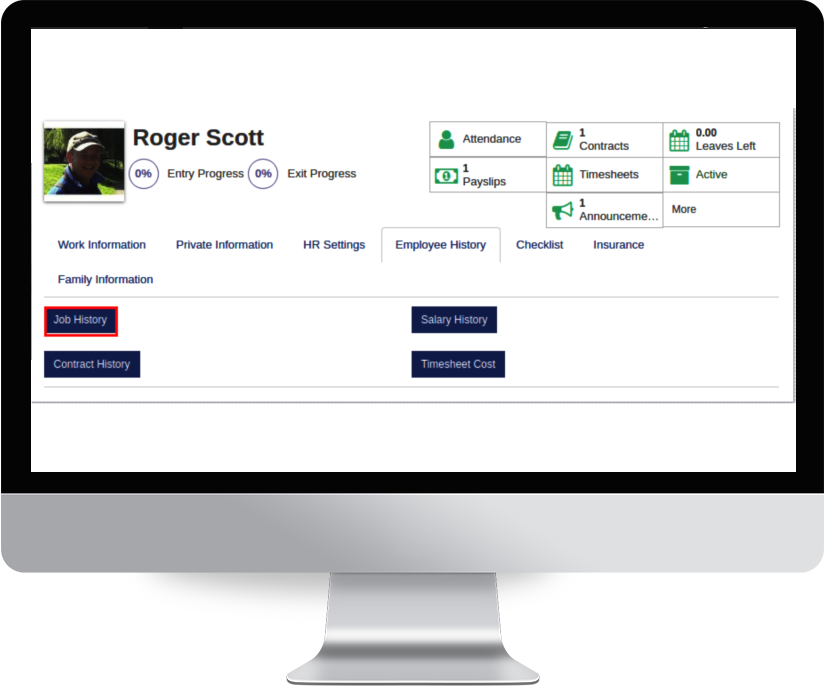 Roger Scott
0% Entry Progress 0% Exit Progress
Attendance
1
Contracts
0.00
Leaves Left
1
Payslips
Timesheets
Active
1
Announceme...
More
Work Information Private Information HR Settings Employee History Checklist Insurance
Family Information
Job History Salary History
Contract History Timesheet Cost